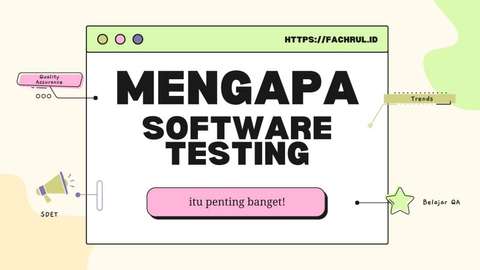 HTTPS://FACHRUL.ID
Quality
Assurance
MENGAPA
SOFTWARE
TESTING
Trends
itu penting banget!
SDET
Belajar QA